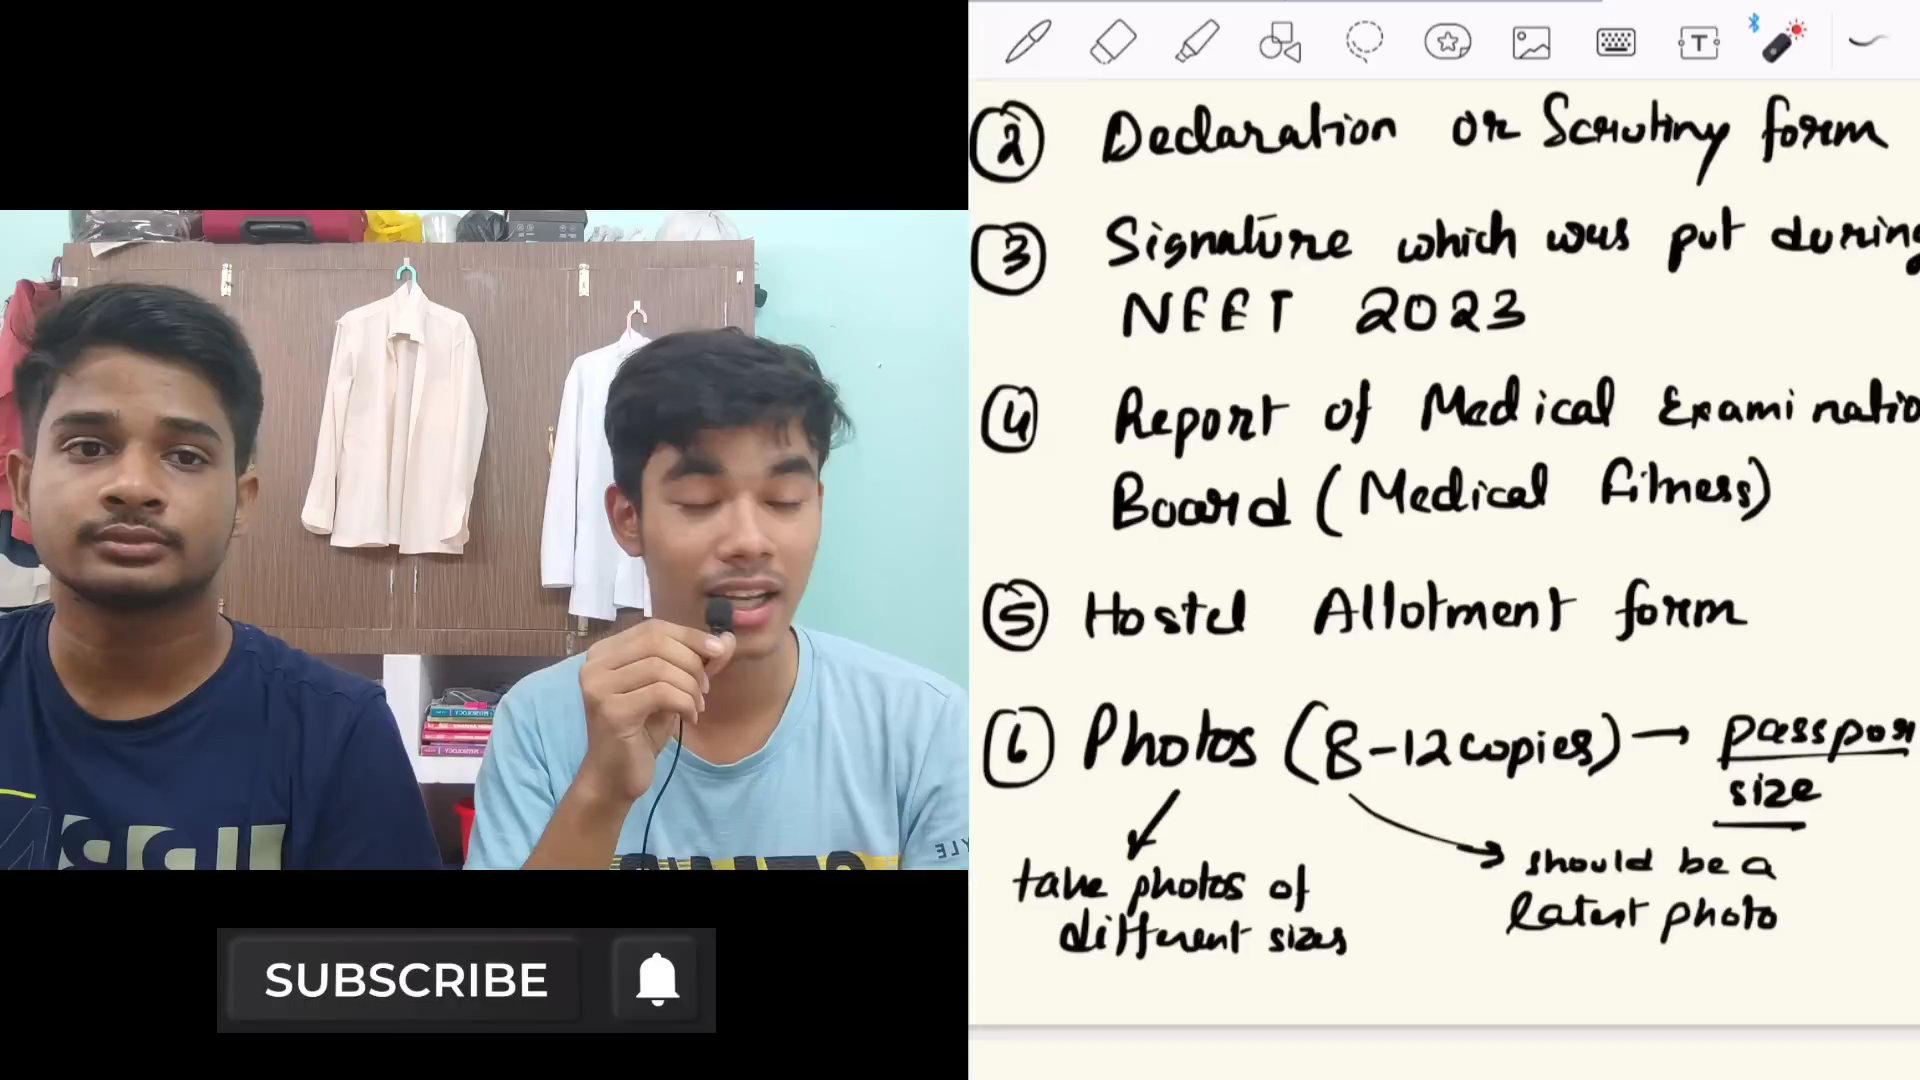 ② Declaration or Scrutiny form
③ Signature which was put during
NEET 2023
④ Report of Medical Examinatio
Board (Medical fitness)
⑤ Hostel Allotment form
⑥ Photos (8-12 copies) → passpor
size
take photos of
different sizes
should be a
latest photo
SUBSCRIBE